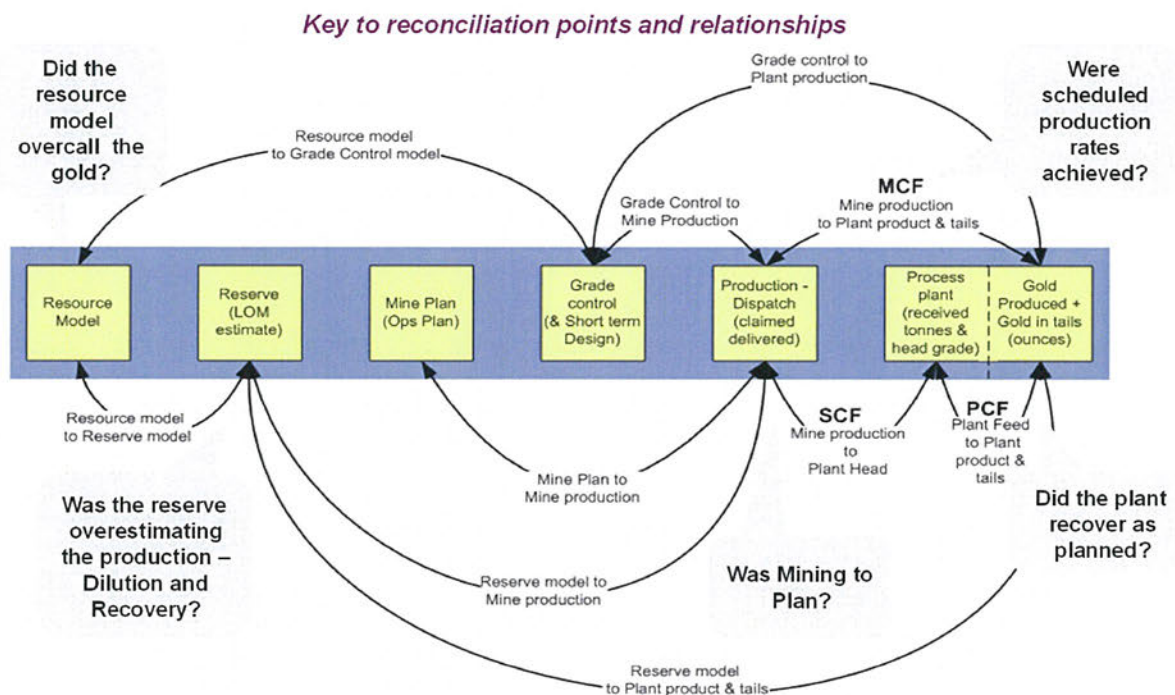 Key to reconciliation points and relationships
Did the
resource
model
overcall the
gold?
Grade control to
Plant production
Were
scheduled
production
rates
achieved?
Resource model
to Grade Control model
Grade Control to
Mine Production
MCF
Mine production
to Plant product & tails
Resource
Model
Reserve
(LOM
estimate)
Mine Plan
(Ops Plan)
Grade
control
(& Short term
Design)
Production -
Dispatch
(claimed
delivered)
Process
plant
(received
tonnes &
head grade)
Gold
Produced +
Gold in tails
(ounces)
Resource model
to Reserve model
Mine Plan to
Mine production
SCF
Mine production
to
Plant Head
PCF
Plant Feed
to Plant
product &
tails
Was the reserve
overestimating
the production –
Dilution and
Recovery?
Reserve model to
Mine production
Was Mining to
Plan?
Did the plant
recover as
planned?
Reserve model
to Plant product & tails